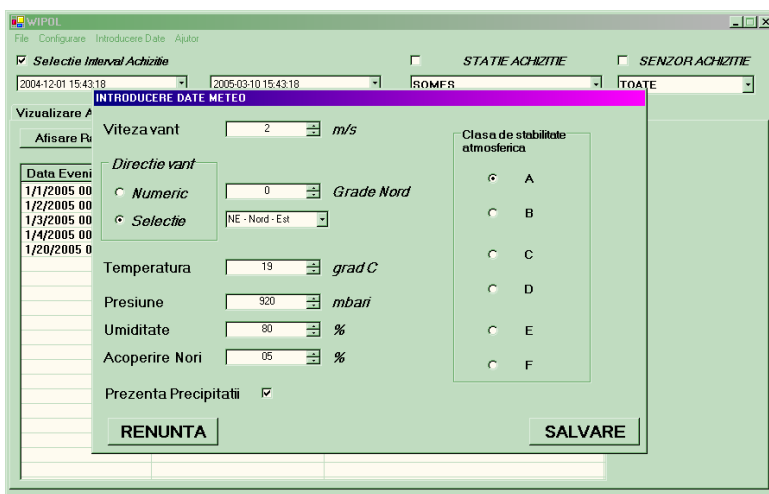 WIPOL
File Configurare Introducere Date Ajutor
Selectie Interval Achizitie STATIE ACHIZITIE SENZOR ACHIZITIE
2004-12-01 15:43:18 2005-03-10 15:43:18 SOMES TOATE
INTRODUCERE DATE METEO
Vizualizare A
Afisare Ra
Data Eveni
1/1/2005 00
1/2/2005 00
1/3/2005 00
1/4/2005 00
1/20/2005 0
Viteza vant 2 m/s
Directie vant
Numeric 0 Grade Nord
Selectie NE - Nord - Est
Temperatura 19 grad C
Presiune 920 mbari
Umiditate 80 %
Acoperire Nori 05 %
Prezenta Precipitatii
Clasa de stabilitate
atmosferica
A
B
C
D
E
F
RENUNTA SALVARE